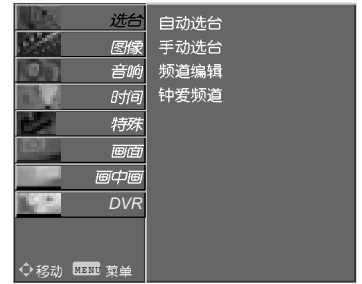 选台
图像
音响
时间
特殊
画面
画中画
DVR
自动选台
手动选台
频道编辑
钟爱频道
移动 MENU 菜单